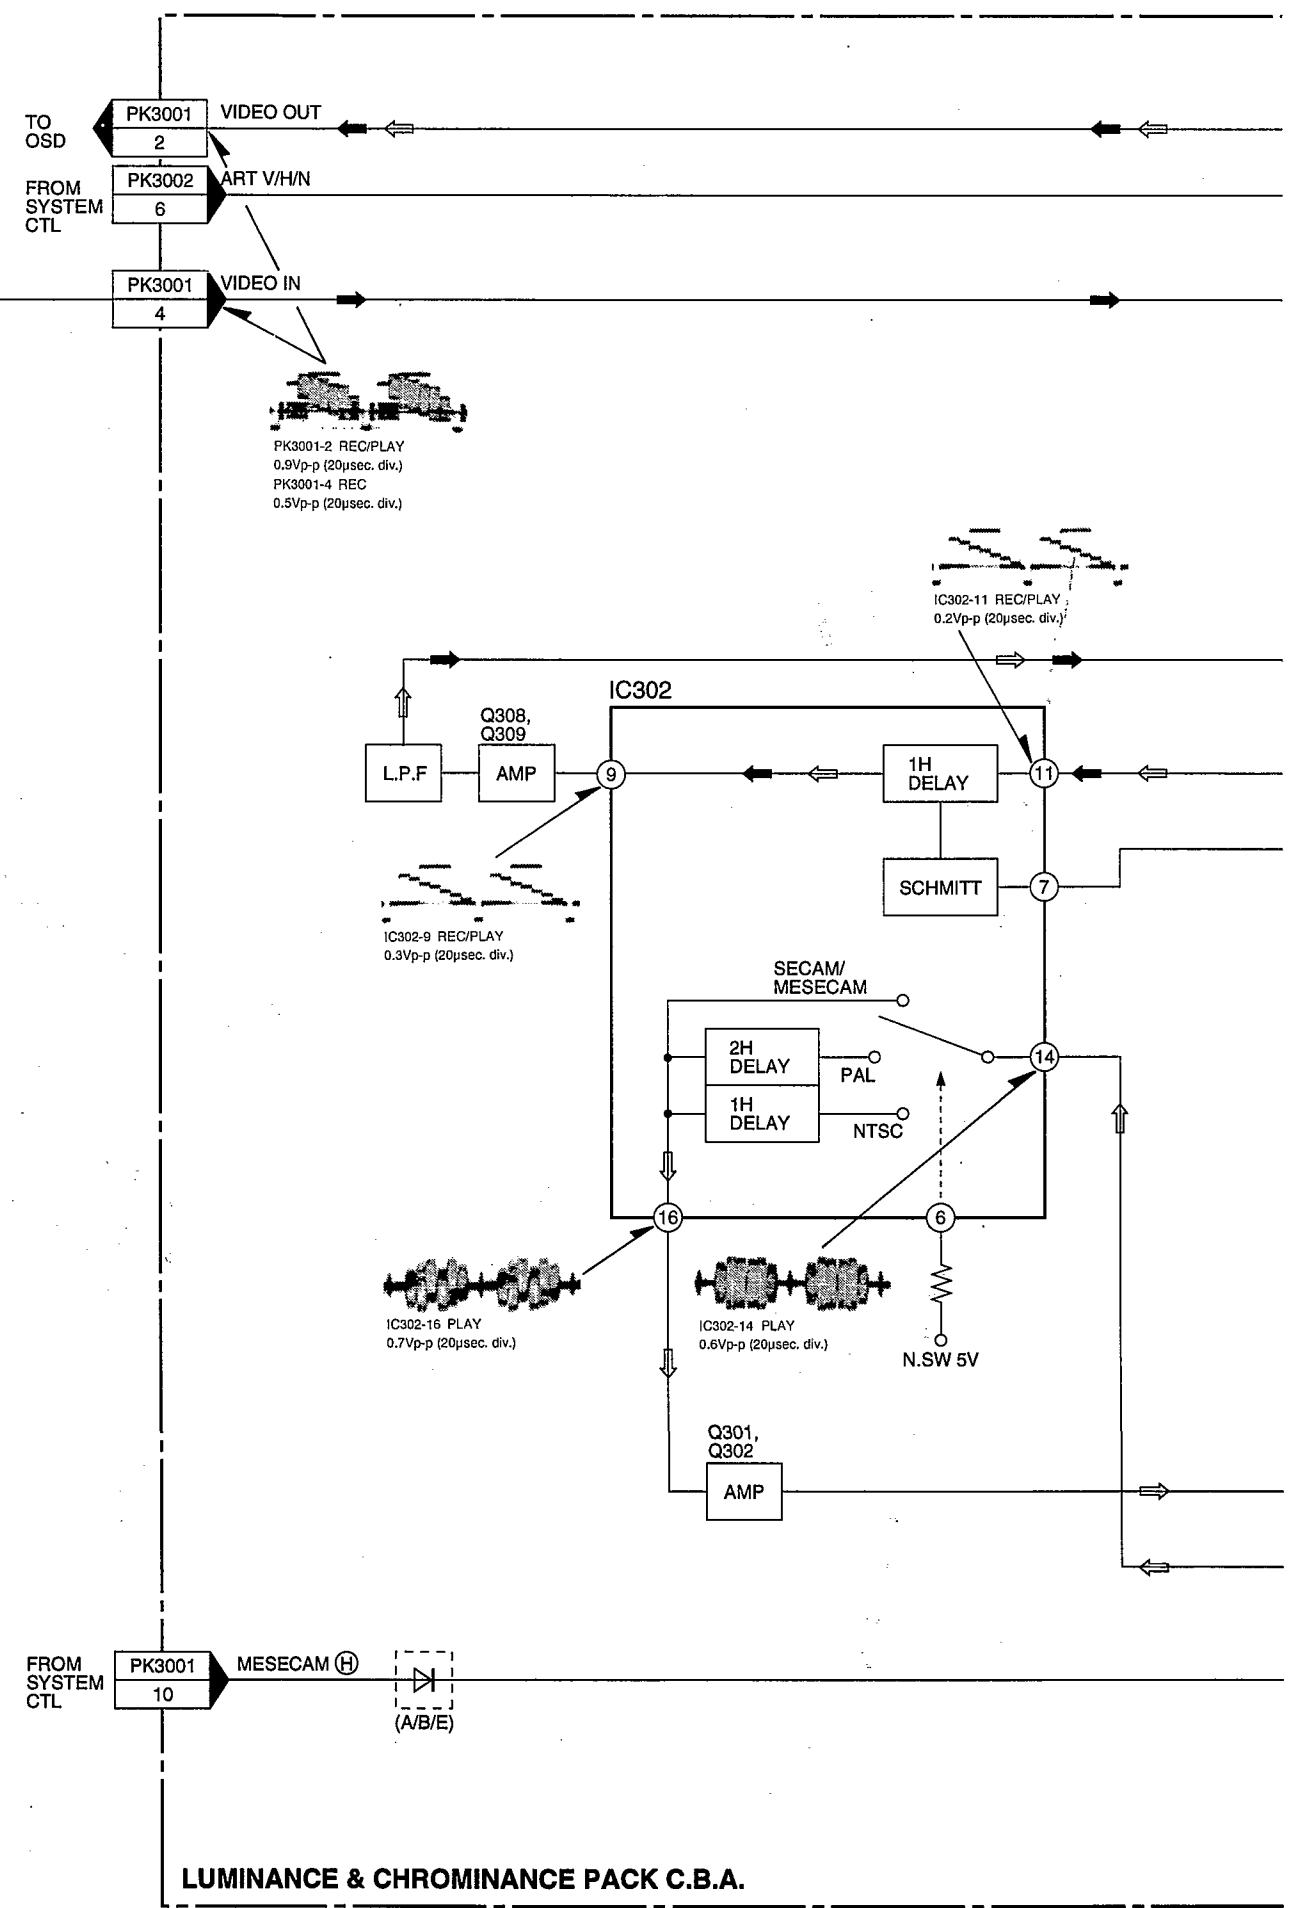 TO
OSD
PK3001
2
VIDEO OUT
FROM
SYSTEM
CTL
PK3002
6
ART V/H/N
PK3001
4
VIDEO IN
PK3001-2 REC/PLAY
0.9Vp-p (20µsec. div.)
PK3001-4 REC
0.5Vp-p (20µsec. div.)
IC302-11 REC/PLAY
0.2Vp-p (20µsec. div.)
IC302
Q308,
Q309
L.P.F
AMP
9
1H
DELAY
11
SCHMITT
7
IC302-9 REC/PLAY
0.3Vp-p (20µsec. div.)
SECAM/
MESECAM
2H
DELAY
PAL
14
1H
DELAY
NTSC
16
6
IC302-16 PLAY
0.7Vp-p (20µsec. div.)
IC302-14 PLAY
0.6Vp-p (20µsec. div.)
N.SW 5V
Q301,
Q302
AMP
FROM
SYSTEM
CTL
PK3001
10
MESECAM Ⓗ
(A/B/E)
LUMINANCE & CHROMINANCE PACK C.B.A.